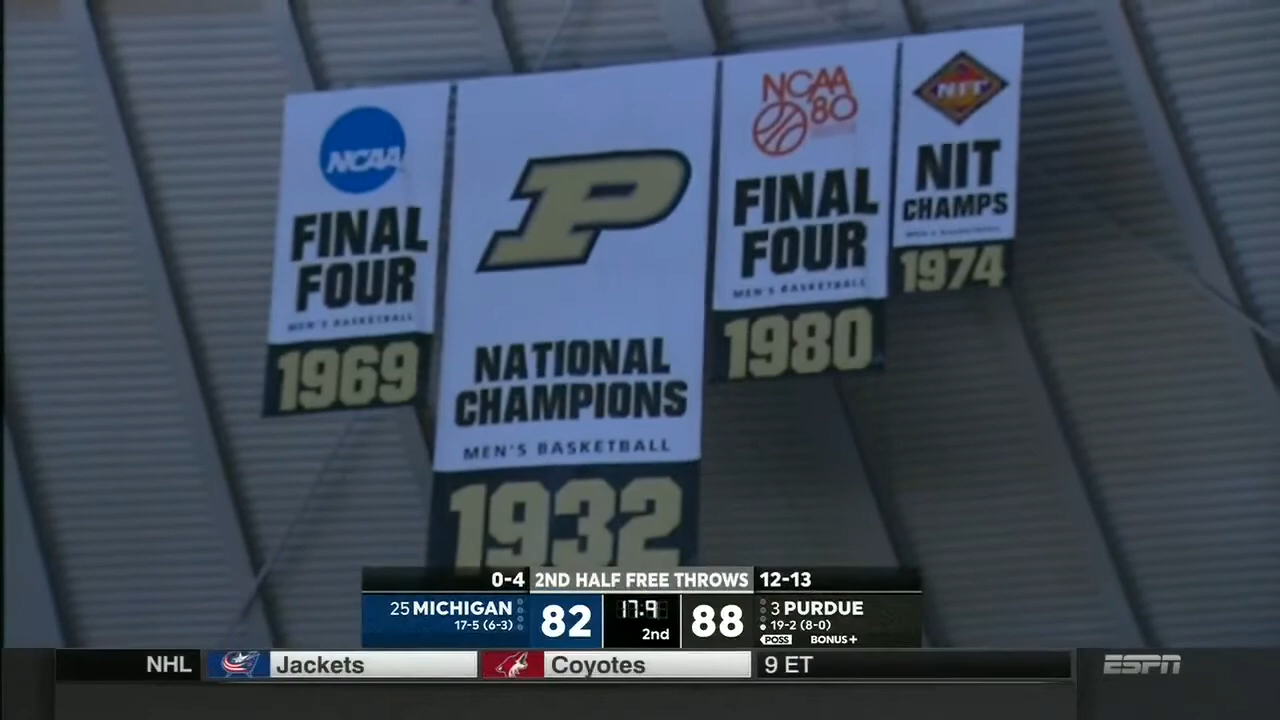 NCAA
FINAL
FOUR
MEN'S BASKETBALL
1969
P
NATIONAL
CHAMPIONS
MEN'S BASKETBALL
1932
NCAA
'80
FINAL
FOUR
MEN'S BASKETBALL
1980
NIT
NIT
CHAMPS
MEN'S BASKETBALL
1974
0-4 2ND HALF FREE THROWS 12-13
25 MICHIGAN 82 17.9 88 3 PURDUE
17-5 (6-3) 2nd 19-2 (8-0)
POSS BONUS+
NHL Jackets Coyotes 9 ET ESPN